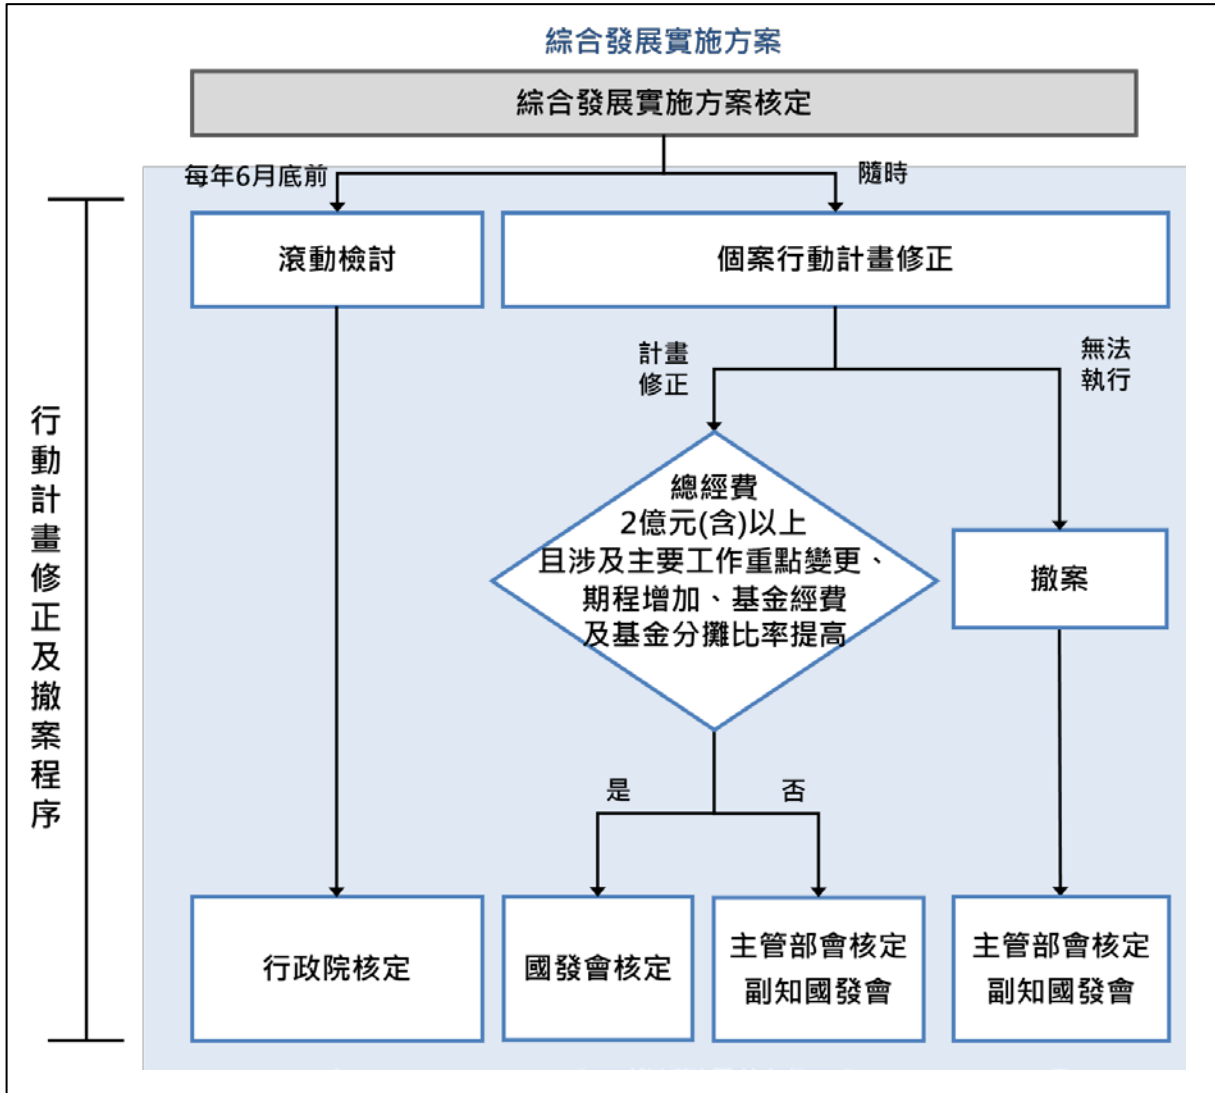 綜合發展實施方案
綜合發展實施方案核定
每年6月底前
隨時
滾動檢討
個案行動計畫修正
計畫
修正
無法
執行
行動計畫修正及撤案程序
總經費
2億元(含)以上
且涉及主要工作重點變更、
期程增加、基金經費
及基金分攤比率提高
撤案
是
否
行政院核定
國發會核定
主管部會核定
副知國發會
主管部會核定
副知國發會